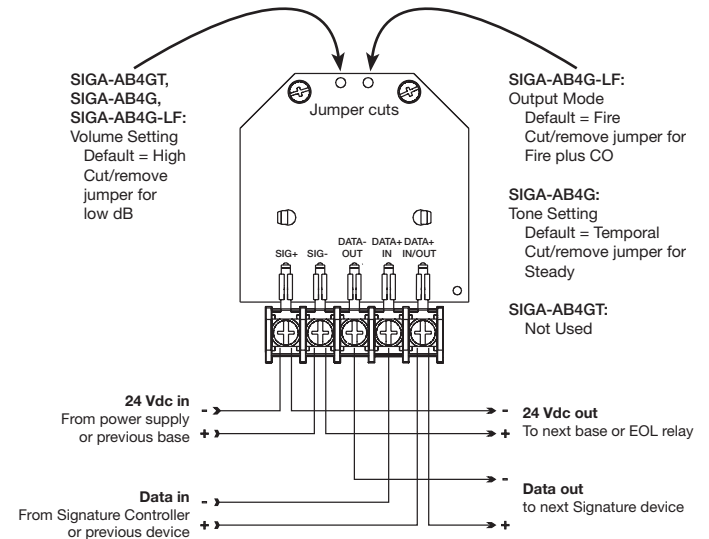 SIGA-AB4GT,
SIGA-AB4G,
SIGA-AB4G-LF:
Volume Setting
Default = High
Cut/remove
jumper for
low dB
Jumper cuts
SIGA-AB4G-LF:
Output Mode
Default = Fire
Cut/remove jumper for
Fire plus CO
SIGA-AB4G:
Tone Setting
Default = Temporal
Cut/remove jumper for
Steady
SIGA-AB4GT:
Not Used
SIG+ SIG- DATA- OUT DATA+ IN DATA+ IN/OUT
24 Vdc in
From power supply
or previous base
-
+
- 24 Vdc out
+ To next base or EOL relay
Data in
From Signature Controller
or previous device
-
+
-
Data out
to next Signature device
+